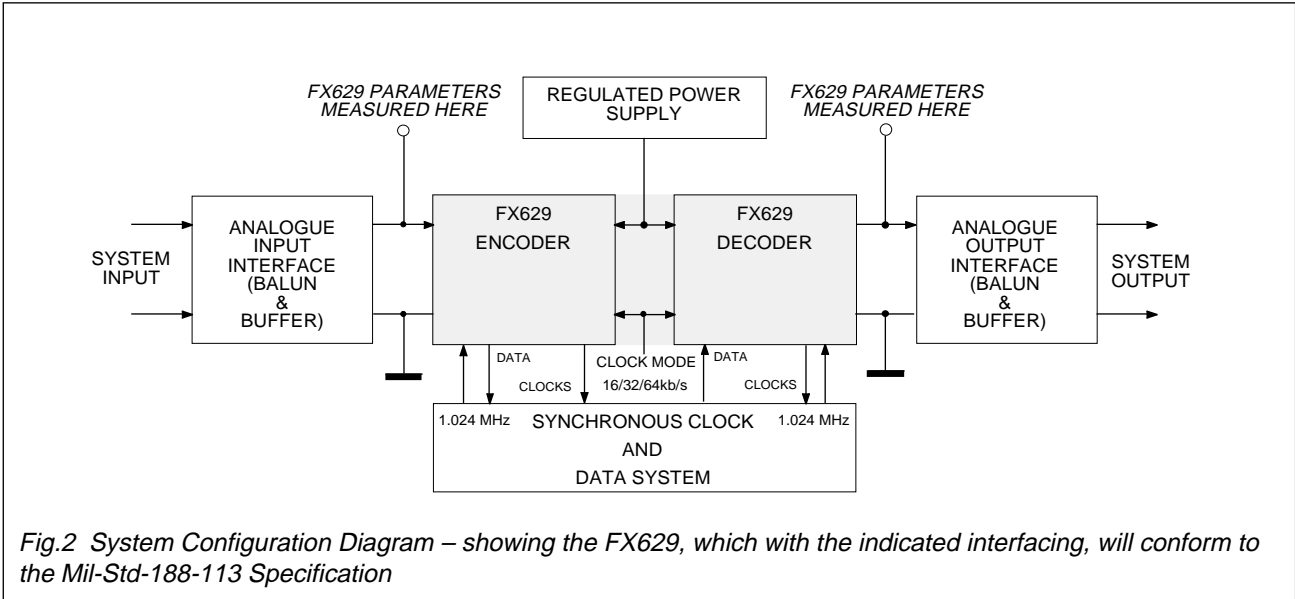 FX629 PARAMETERS
MEASURED HERE
REGULATED POWER
SUPPLY
FX629 PARAMETERS
MEASURED HERE
SYSTEM
INPUT
ANALOGUE
INPUT
INTERFACE
(BALUN
&
BUFFER)
FX629
ENCODER
FX629
DECODER
ANALOGUE
OUTPUT
INTERFACE
(BALUN
&
BUFFER)
SYSTEM
OUTPUT
DATA
CLOCKS
CLOCK MODE
16/32/64kb/s
DATA
CLOCKS
1.024 MHz
SYNCHRONOUS CLOCK
AND
DATA SYSTEM
1.024 MHz
Fig.2 System Configuration Diagram – showing the FX629, which with the indicated interfacing, will conform to
the Mil-Std-188-113 Specification